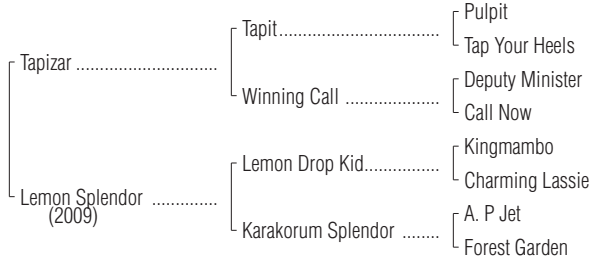 Pulpit
Tapit................................
Tap Your Heels
Tapizar ............................
Deputy Minister
Winning Call ...................
Call Now
Kingmambo
Lemon Drop Kid...............
Charming Lassie
Lemon Splendor .............
(2009)
A. P Jet
Karakorum Splendor ........
Forest Garden